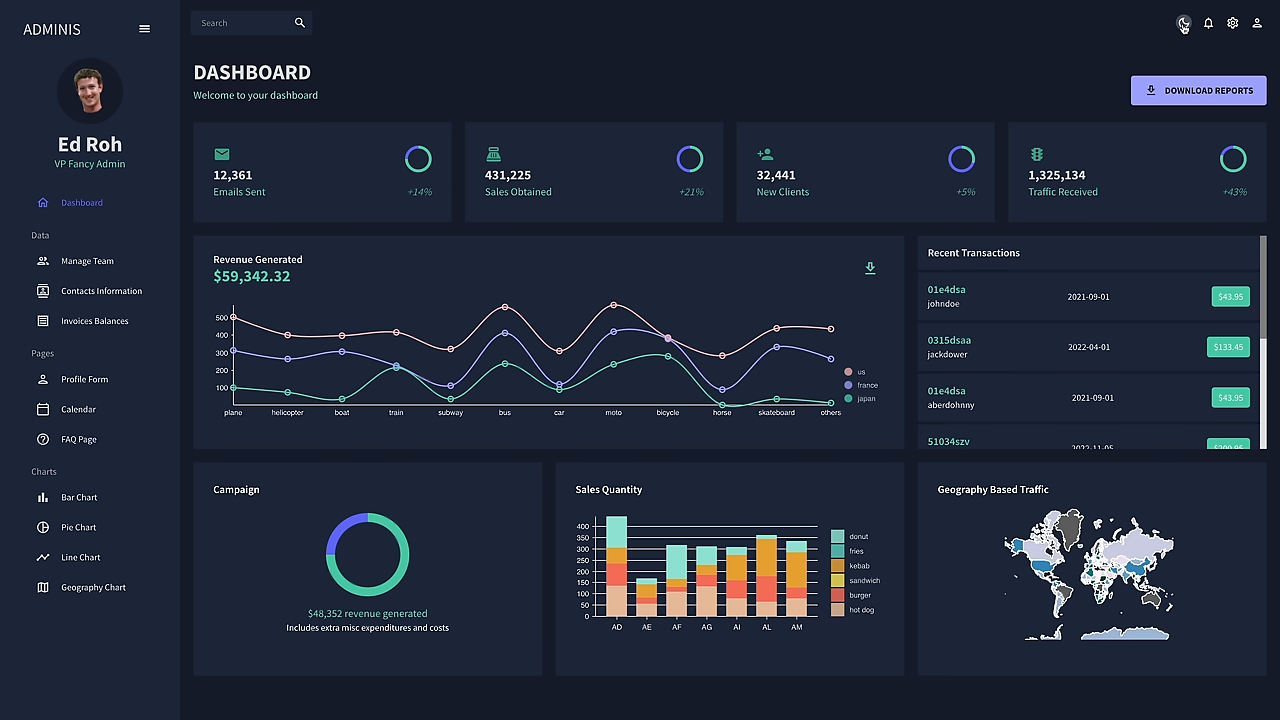 ADMINIS
Search
Ed Roh
VP Fancy Admin
Dashboard
Data
Manage Team
Contacts Information
Invoices Balances
Pages
Profile Form
Calendar
FAQ Page
Charts
Bar Chart
Pie Chart
Line Chart
Geography Chart
DASHBOARD
Welcome to your dashboard
DOWNLOAD REPORTS
12,361
Emails Sent
+14%
431,225
Sales Obtained
+21%
32,441
New Clients
+5%
1,325,134
Traffic Received
+43%
Revenue Generated
$59,342.32
500
400
300
200
100
plane helicopter boat train subway bus car moto bicycle horse skateboard others
us
france
japan
Recent Transactions
01e4dsa
johndoe
2021-09-01
$43.95
0315dsaa
jackdower
2022-04-01
$133.45
01e4dsa
aberdohnny
2021-09-01
$43.95
51034szv
2022-11-05
$200.95
Campaign
$48,352 revenue generated
Includes extra misc expenditures and costs
Sales Quantity
400
350
300
250
200
150
100
50
0
AD AE AF AG AI AL AM
donut
fries
kebab
sandwich
burger
hot dog
Geography Based Traffic